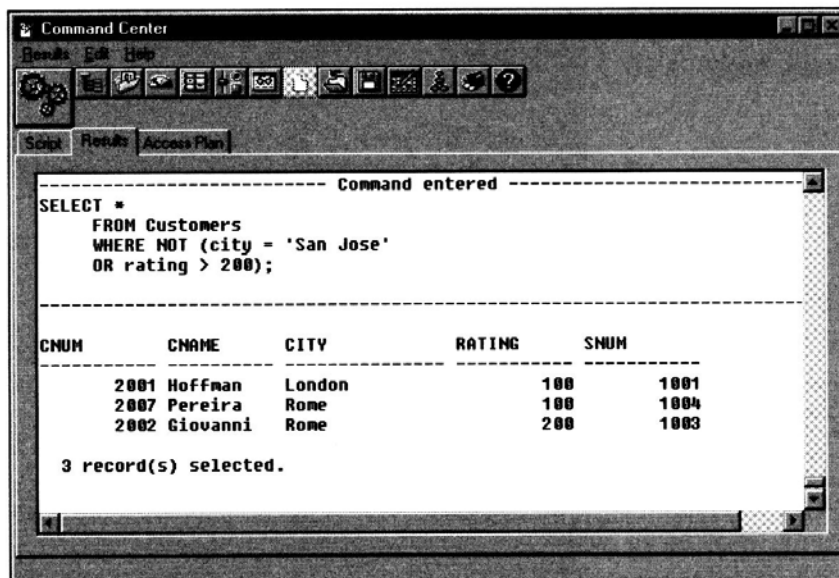 Command Center
Results Edit Help
Script Results Access Plan
---------------------------- Command entered ----------------------------
SELECT *
FROM Customers
WHERE NOT (city = 'San Jose'
OR rating > 200);
CNUM CNAME CITY RATING SNUM
2001 Hoffman London 100 1001
2007 Pereira Rome 100 1004
2002 Giovanni Rome 200 1003
3 record(s) selected.